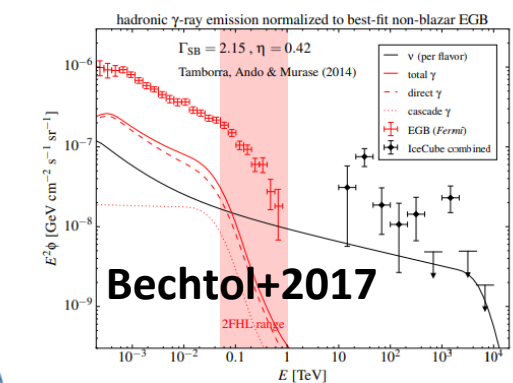 hadronic γ-ray emission normalized to best-fit non-blazar EGB
Γ_SB = 2.15 , η = 0.42
Tamborra, Ando & Murase (2014)
ν (per flavor)
total γ
direct γ
cascade γ
EGB (Fermi)
IceCube combined
E²ϕ [GeV cm⁻² s⁻¹ sr⁻¹]
10⁻⁶
10⁻⁷
10⁻⁸
10⁻⁹
Bechtol+2017
2FHL range
10⁻³ 10⁻² 0.1 1 10 10² 10³ 10⁴
E [TeV]